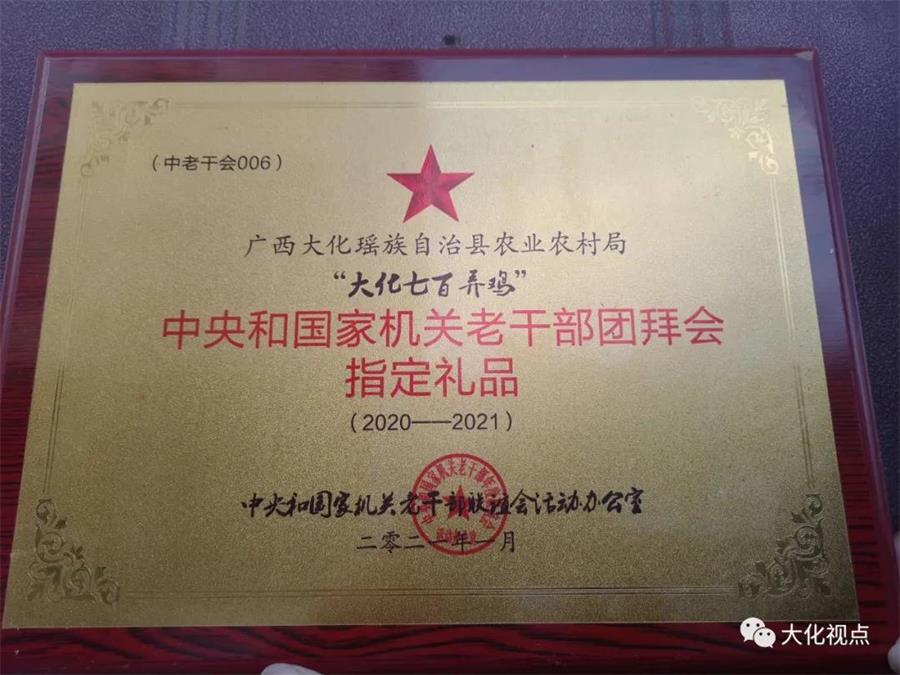 （中老干会006）
广西大化瑶族自治县农业农村局
“大化七百弄鸡”
中央和国家机关老干部团拜会
指定礼品
（2020——2021）
中央和国家机关老干部联谊会活动办公室
二零二一年一月
大化视点